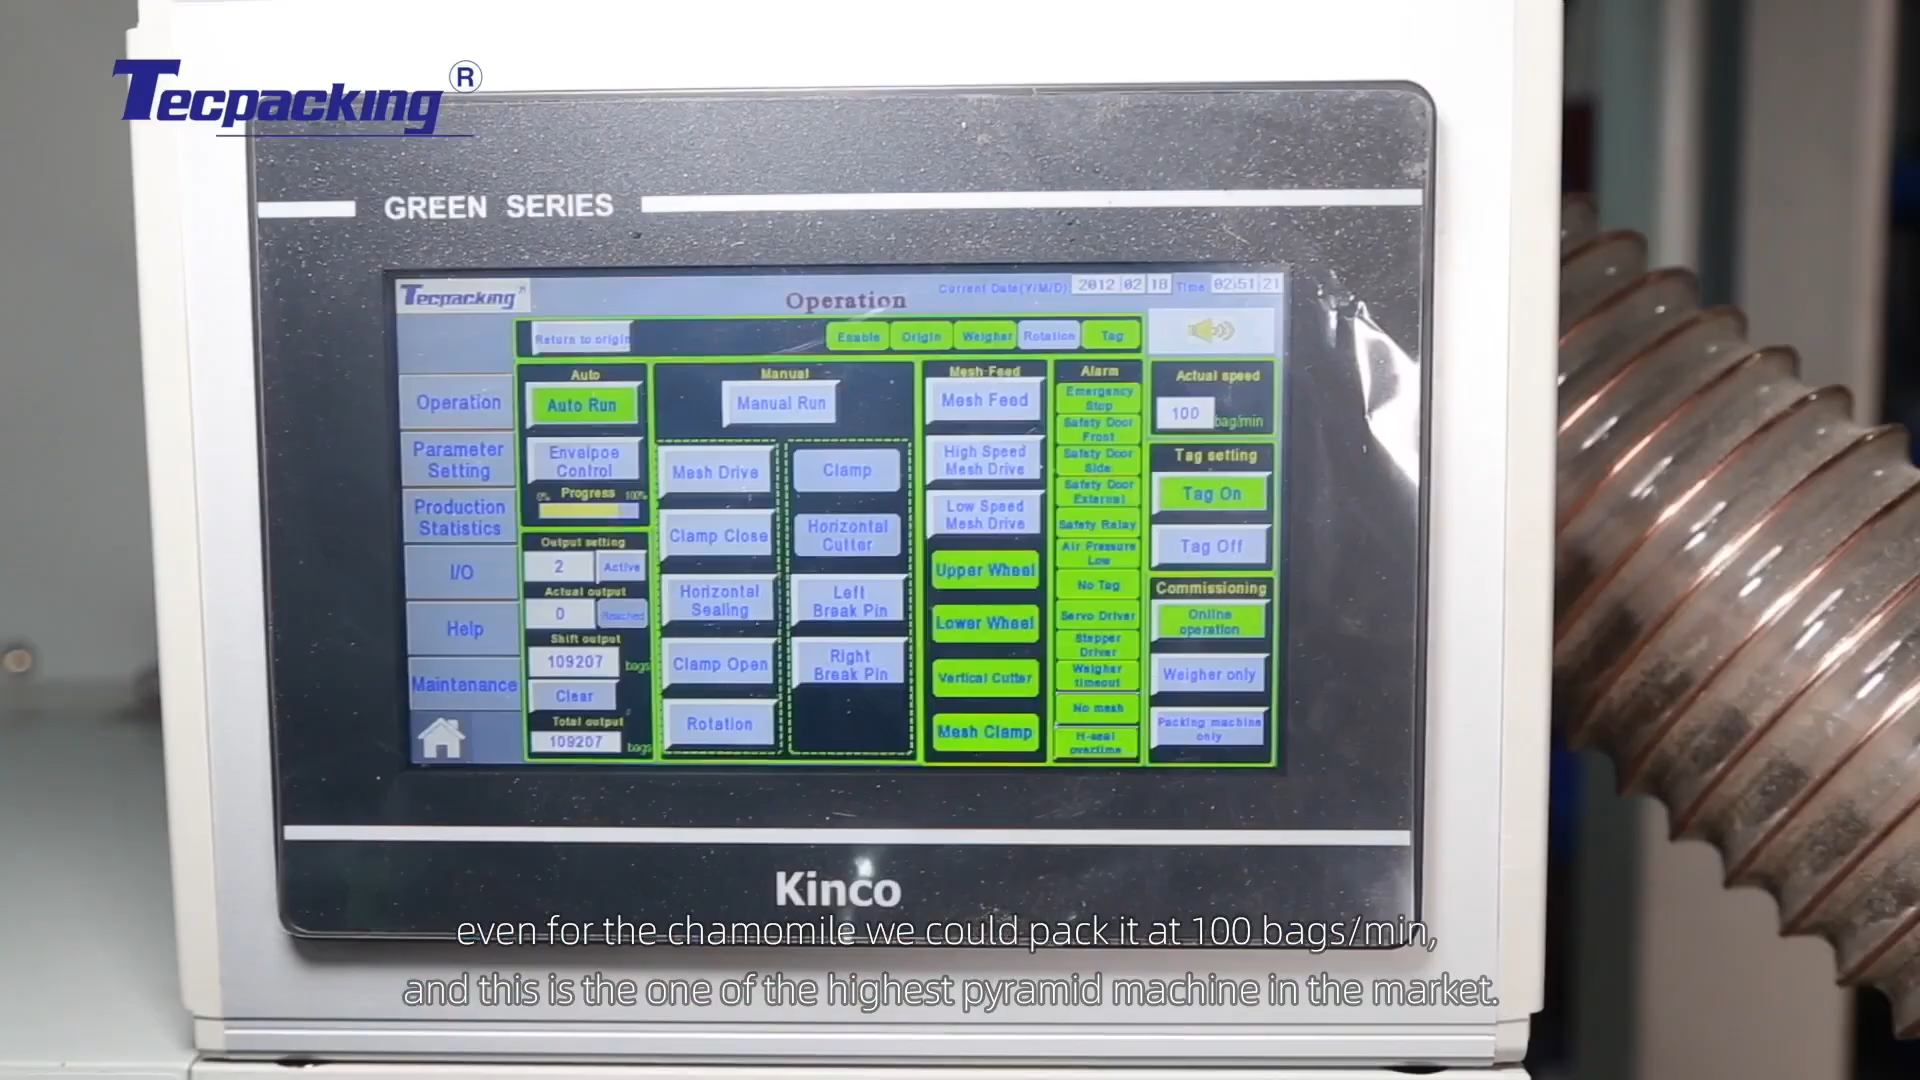 Tecpacking ®
GREEN SERIES
Tecpacking
Operation
Current Date(Y/M/D) 2012 02 18 Time 02:51:21
Return to origin
Enable
Origin
Weigher
Rotation
Tag
Operation
Parameter
Setting
Production
Statistics
I/O
Help
Maintenance
Auto
Auto Run
Envelpoe
Control
0% Progress 100%
Output setting
2 Active
Actual output
0 Reached
Shift output
109207 bags
Clear
Total output
109207 bags
Manual
Manual Run
Mesh Drive
Clamp Close
Horizontal
Sealing
Clamp Open
Rotation
Clamp
Horizontal
Cutter
Left
Break Pin
Right
Break Pin
Mesh-Feed
Mesh Feed
High Speed
Mesh Drive
Low Speed
Mesh Drive
Upper Wheel
Lower Wheel
Vertical Cutter
Mesh Clamp
Alarm
Emergency
Stop
Safety Door
Front
Safety Door
Side
Safety Door
External
Safety Relay
Air Pressure
Low
No Tag
Servo Driver
Stepper
Driver
Weigher
timeout
No mesh
H-seal
overtime
Actual speed
100 bag/min
Tag setting
Tag On
Tag Off
Commissioning
Online
operation
Weigher only
Packing machine
only
Kinco
even for the chamomile we could pack it at 100 bags/min,
and this is the one of the highest pyramid machine in the market.